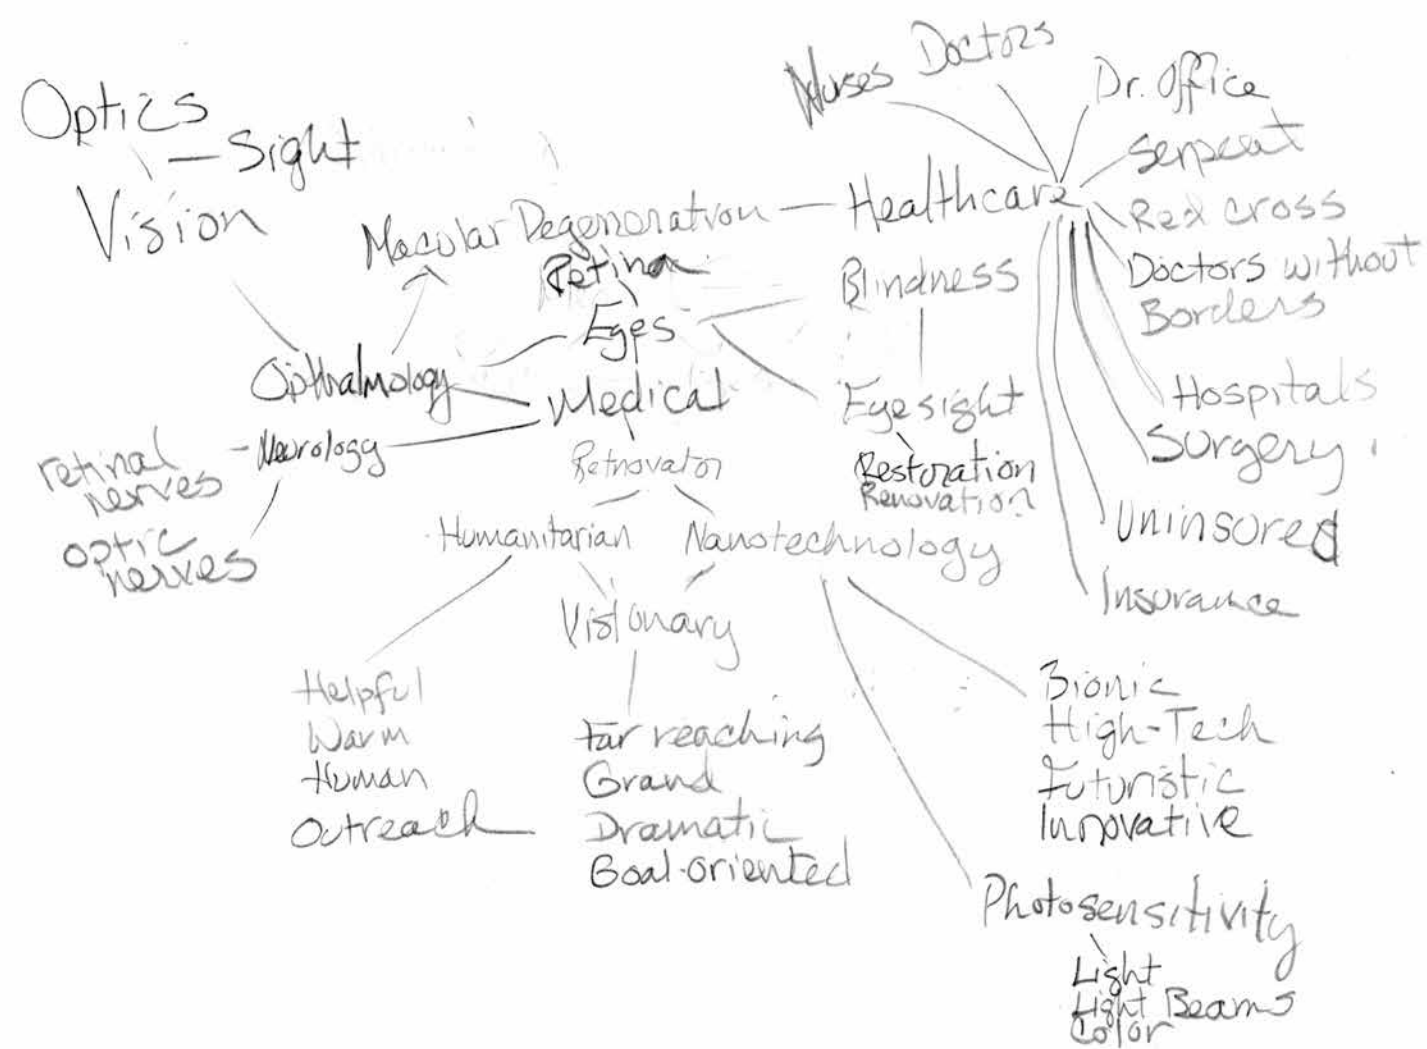 Nurses Doctors
Dr. Office
Optics
Sight
Serpent
Vision
Macular Degeneration
Healthcare
Red Cross
Retina
Blindness
Doctors without
Borders
Eyes
Opthalmology
Medical
Eyesight
Hospitals
Neurology
Surgery
retinal
nerves
Retnovator
Restoration
Renovation
Humanitarian
Nanotechnology
Uninsured
optic
nerves
Insurance
Visionary
Helpful
Warm
Human
Outreach
Far reaching
Grand
Dramatic
Goal-oriented
Bionic
High-Tech
Futuristic
Innovative
Photosensitivity
Light
Light Beams
Color